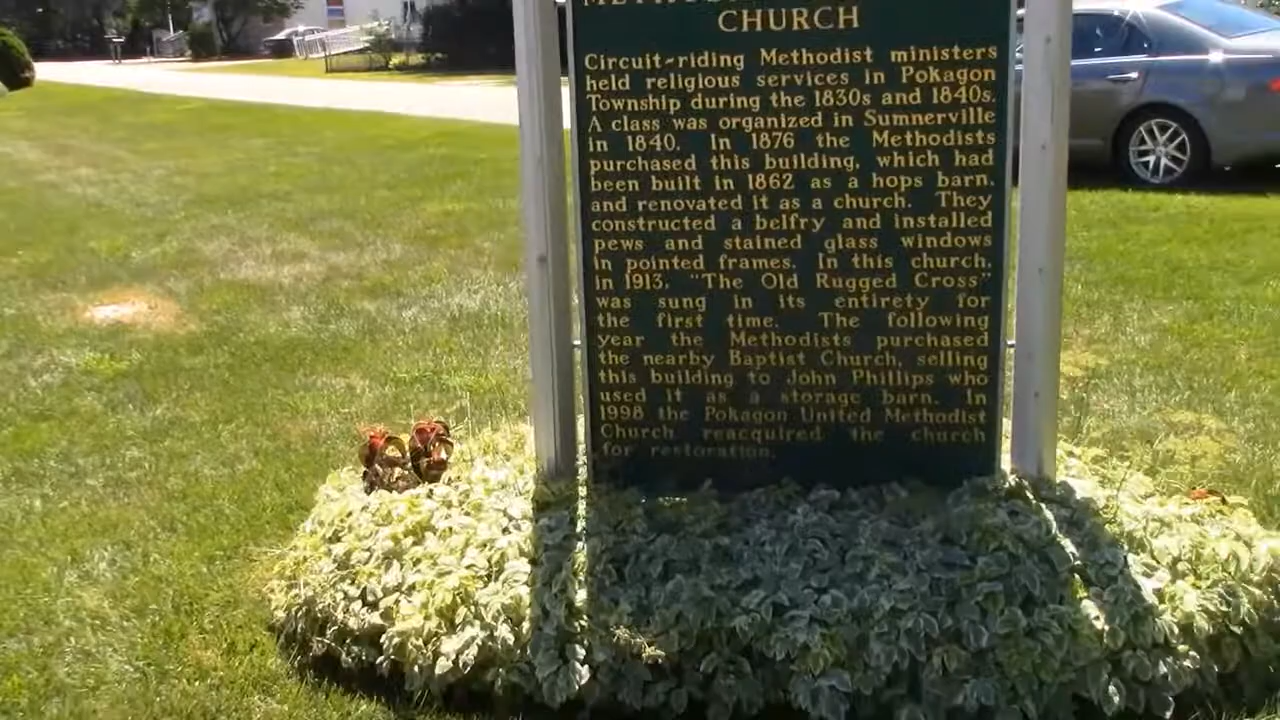 METHODIST
CHURCH
Circuit-riding Methodist ministers
held religious services in Pokagon
Township during the 1830s and 1840s.
A class was organized in Sumnerville
in 1840. In 1876 the Methodists
purchased this building, which had
been built in 1862 as a hops barn,
and renovated it as a church. They
constructed a belfry and installed
pews and stained glass windows
in pointed frames. In this church,
in 1913, "The Old Rugged Cross"
was sung in its entirety for
the first time. The following
year the Methodists purchased
the nearby Baptist Church, selling
this building to John Phillips who
used it as a storage barn. In
1998 the Pokagon United Methodist
Church reacquired the church
for restoration.